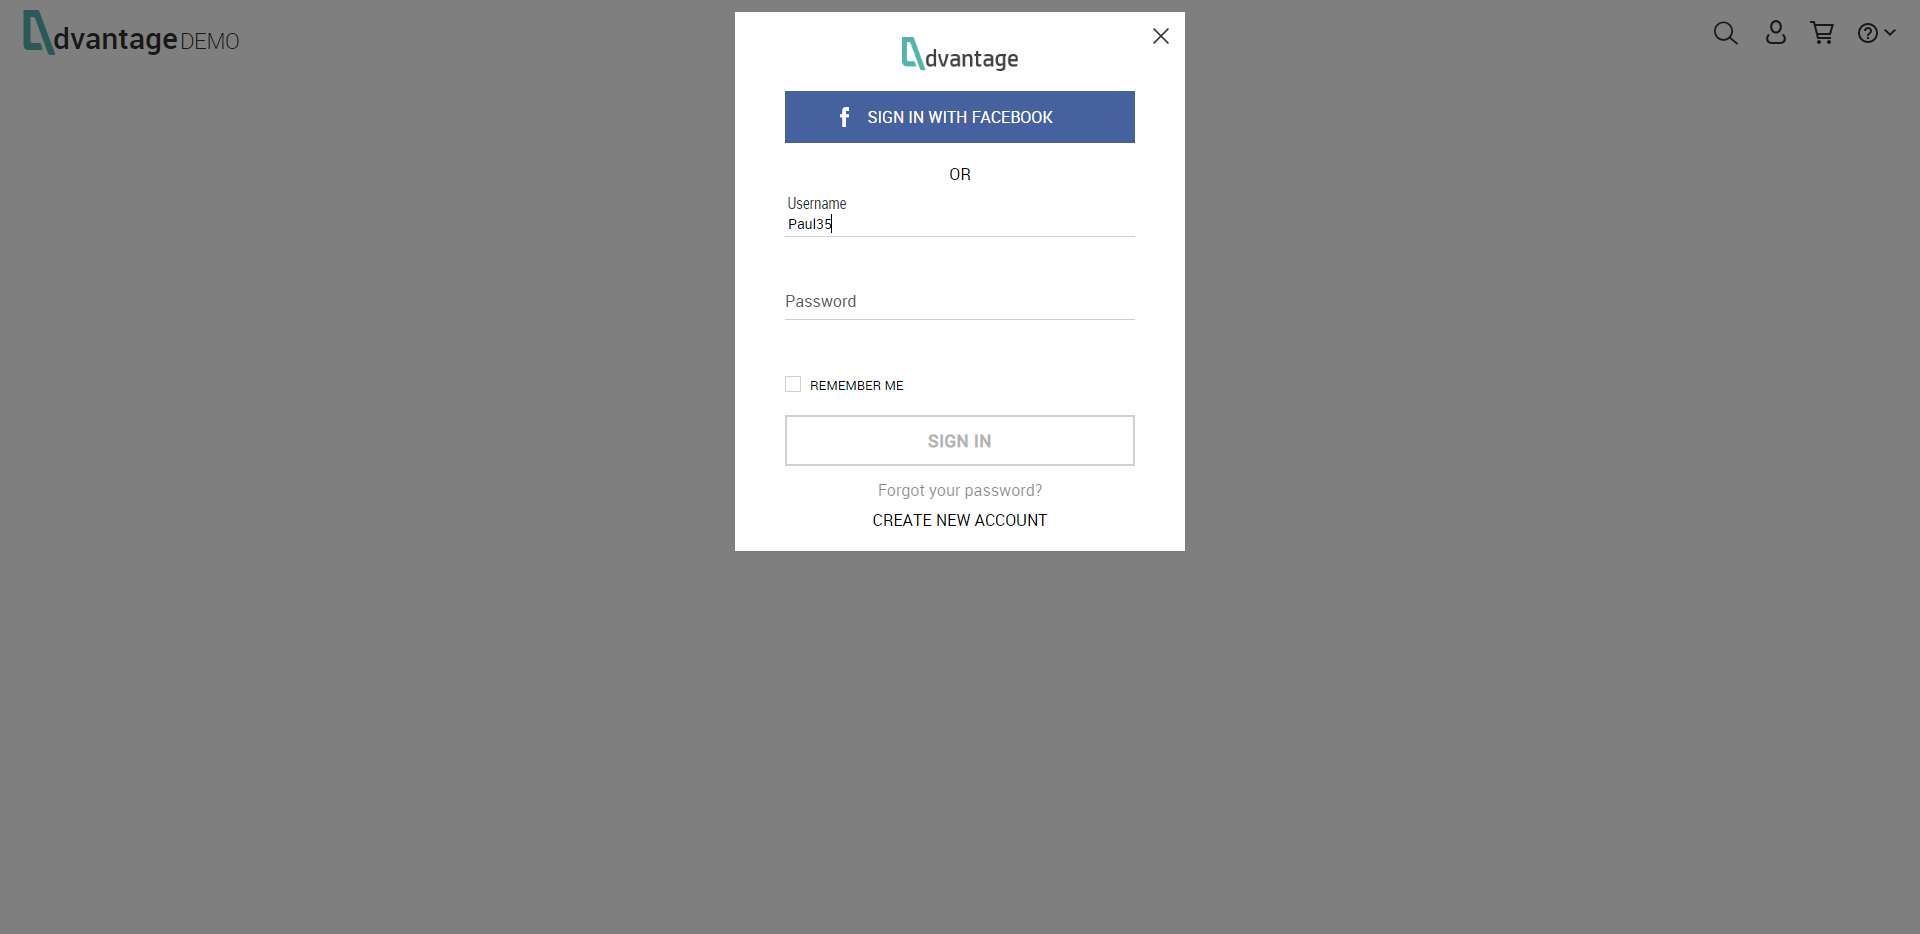 dvantage DEMO
dvantage
SIGN IN WITH FACEBOOK
OR
Username
Paul35
Password
REMEMBER ME
SIGN IN
Forgot your password?
CREATE NEW ACCOUNT